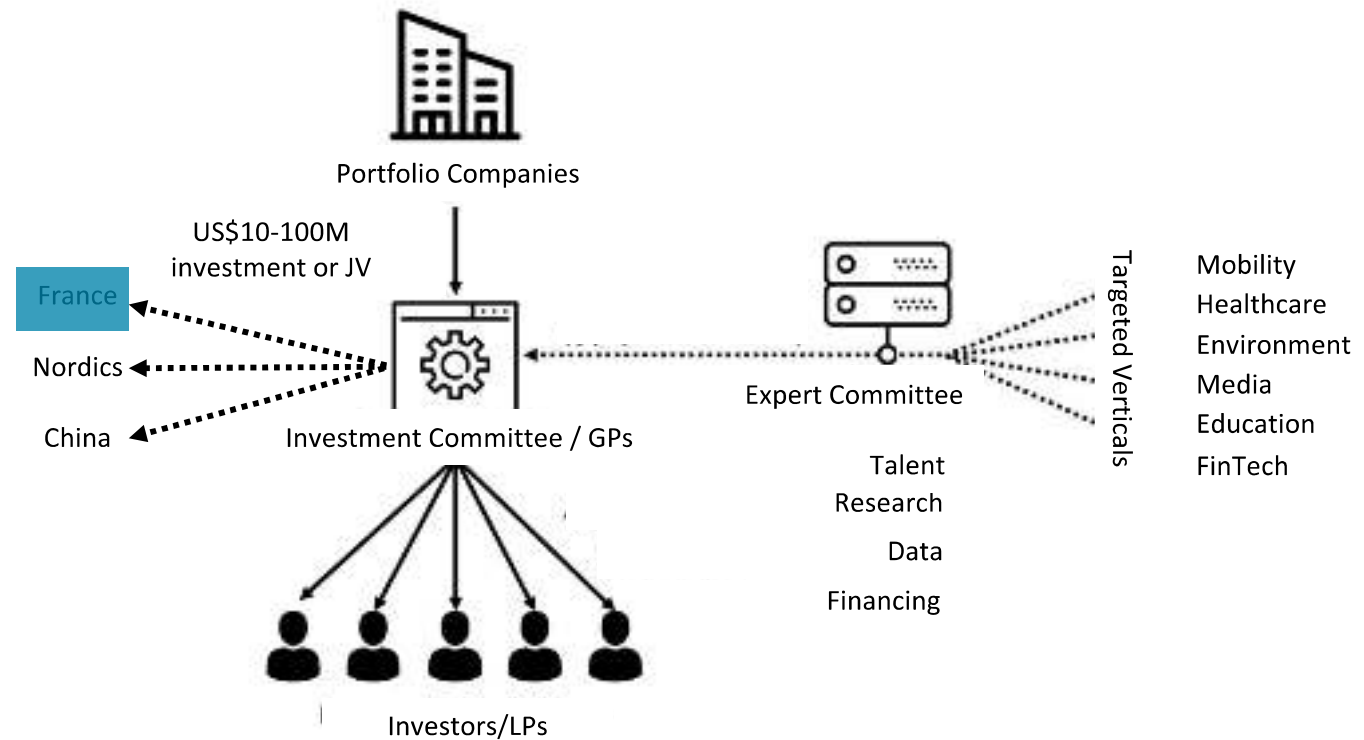 Portfolio Companies
US$10-100M
investment or JV
France
Nordics
China
Investment Committee / GPs
Investors/LPs
Expert Committee
Talent
Research
Data
Financing
Targeted Verticals
Mobility
Healthcare
Environment
Media
Education
FinTech